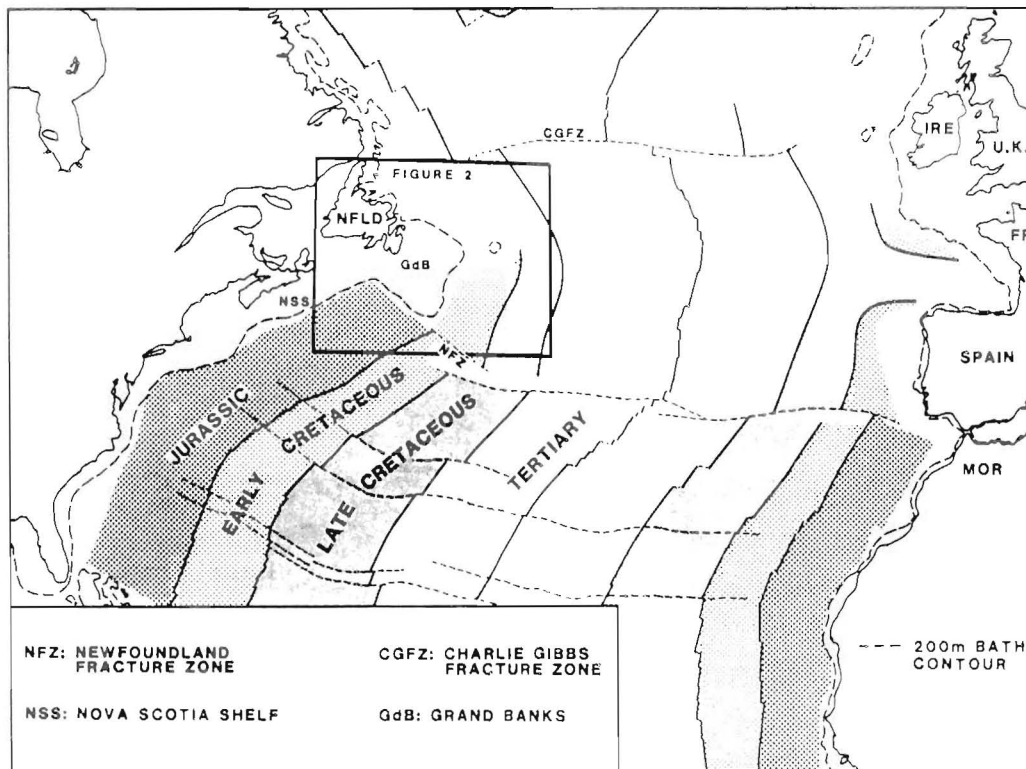 CGFZ
IRE
U.K.
FIGURE 2
NFLD
GdB
NSS
NFZ
SPAIN
MOR
JURASSIC
EARLY CRETACEOUS
LATE CRETACEOUS
TERTIARY
NFZ: NEWFOUNDLAND
FRACTURE ZONE
CGFZ: CHARLIE GIBBS
FRACTURE ZONE
NSS: NOVA SCOTIA SHELF
GdB: GRAND BANKS
200m BATH
CONTOUR